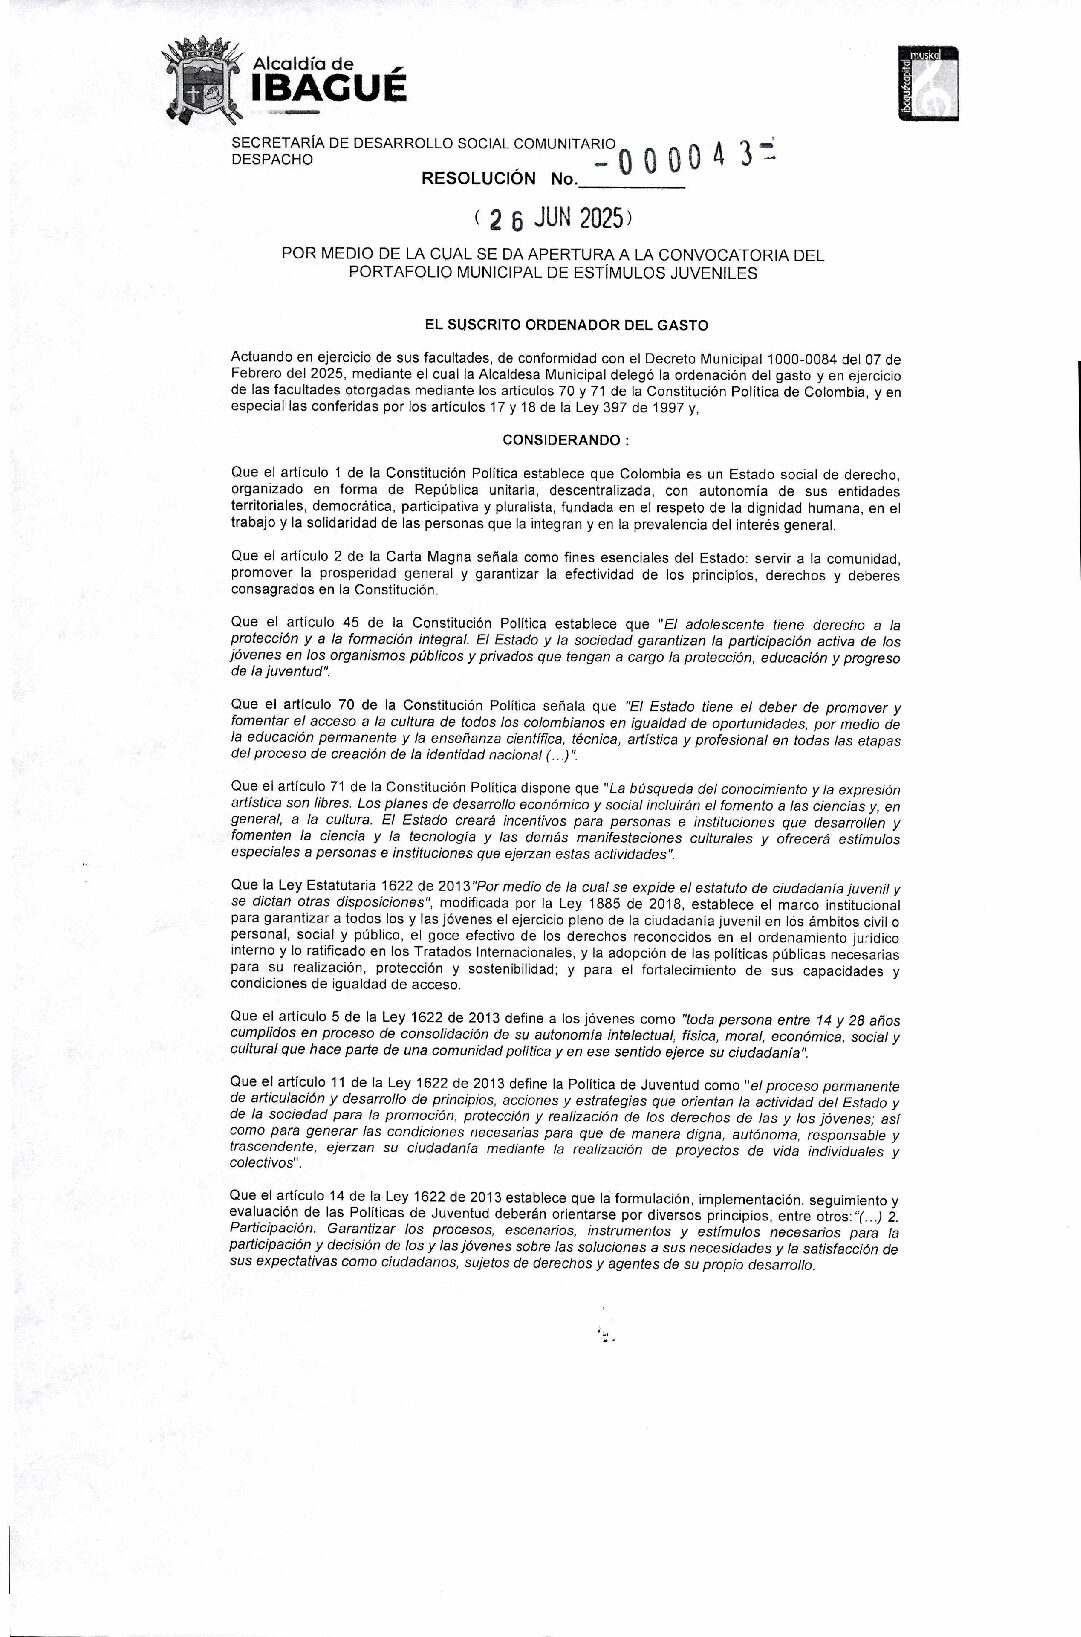 Alcaldía de
IBAGUÉ
musical
ibaguécapital
SECRETARÍA DE DESARROLLO SOCIAL COMUNITARIO
DESPACHO
-000043=
RESOLUCIÓN No.
( 26 JUN 2025)
POR MEDIO DE LA CUAL SE DA APERTURA A LA CONVOCATORIA DEL
PORTAFOLIO MUNICIPAL DE ESTÍMULOS JUVENILES
EL SUSCRITO ORDENADOR DEL GASTO
Actuando en ejercicio de sus facultades, de conformidad con el Decreto Municipal 1000-0084 del 07 de
Febrero del 2025, mediante el cual la Alcaldesa Municipal delegó la ordenación del gasto y en ejercicio
de las facultades otorgadas mediante los articulos 70 y 71 de la Constitución Política de Colombia, y en
especial las conferidas por los artículos 17 y 18 de la Ley 397 de 1997 y,
CONSIDERANDO :
Que el artículo 1 de la Constitución Política establece que Colombia es un Estado social de derecho,
organizado en forma de República unitaria, descentralizada, con autonomía de sus entidades
territoriales, democrática, participativa y pluralista, fundada en el respeto de la dignidad humana, en el
trabajo y la solidaridad de las personas que la integran y en la prevalencia del interés general.
Que el artículo 2 de la Carta Magna señala como fines esenciales del Estado: servir a la comunidad,
promover la prosperidad general y garantizar la efectividad de los principios, derechos y deberes
consagrados en la Constitución.
Que el artículo 45 de la Constitución Política establece que "El adolescente tiene derecho a la
protección y a la formación integral. El Estado y la sociedad garantizan la participación activa de los
jóvenes en los organismos públicos y privados que tengan a cargo la protección, educación y progreso
de la juventud".
Que el artículo 70 de la Constitución Política señala que "El Estado tiene el deber de promover y
fomentar el acceso a la cultura de todos los colombianos en igualdad de oportunidades, por medio de
la educación permanente y la enseñanza científica, técnica, artística y profesional en todas las etapas
del proceso de creación de la identidad nacional (...)".
Que el artículo 71 de la Constitución Política dispone que "La búsqueda del conocimiento y la expresión
artística son libres. Los planes de desarrollo económico y social incluirán el fomento a las ciencias y, en
general, a la cultura. El Estado creará incentivos para personas e instituciones que desarrollen y
fomenten la ciencia y la tecnología y las demás manifestaciones culturales y ofrecerá estímulos
especiales a personas e instituciones que ejerzan estas actividades".
Que la Ley Estatutaria 1622 de 2013"Por medio de la cual se expide el estatuto de ciudadanía juvenil y
se dictan otras disposiciones", modificada por la Ley 1885 de 2018, establece el marco institucional
para garantizar a todos los y las jóvenes el ejercicio pleno de la ciudadanía juvenil en los ámbitos civil o
personal, social y público, el goce efectivo de los derechos reconocidos en el ordenamiento jurídico
interno y lo ratificado en los Tratados Internacionales, y la adopción de las políticas públicas necesarias
para su realización, protección y sostenibilidad; y para el fortalecimiento de sus capacidades y
condiciones de igualdad de acceso.
Que el artículo 5 de la Ley 1622 de 2013 define a los jóvenes como "toda persona entre 14 y 28 años
cumplidos en proceso de consolidación de su autonomía intelectual, física, moral, económica, social y
cultural que hace parte de una comunidad política y en ese sentido ejerce su ciudadanía".
Que el artículo 11 de la Ley 1622 de 2013 define la Política de Juventud como "el proceso permanente
de articulación y desarrollo de principios, acciones y estrategias que orientan la actividad del Estado y
de la sociedad para la promoción, protección y realización de los derechos de las y los jóvenes; así
como para generar las condiciones necesarias para que de manera digna, autónoma, responsable y
trascendente, ejerzan su ciudadanía mediante la realización de proyectos de vida individuales y
colectivos".
Que el artículo 14 de la Ley 1622 de 2013 establece que la formulación, implementación, seguimiento y
evaluación de las Políticas de Juventud deberán orientarse por diversos principios, entre otros:"(...) 2.
Participación. Garantizar los procesos, escenarios, instrumentos y estímulos necesarios para la
participación y decisión de los y las jóvenes sobre las soluciones a sus necesidades y la satisfacción de
sus expectativas como ciudadanos, sujetos de derechos y agentes de su propio desarrollo.